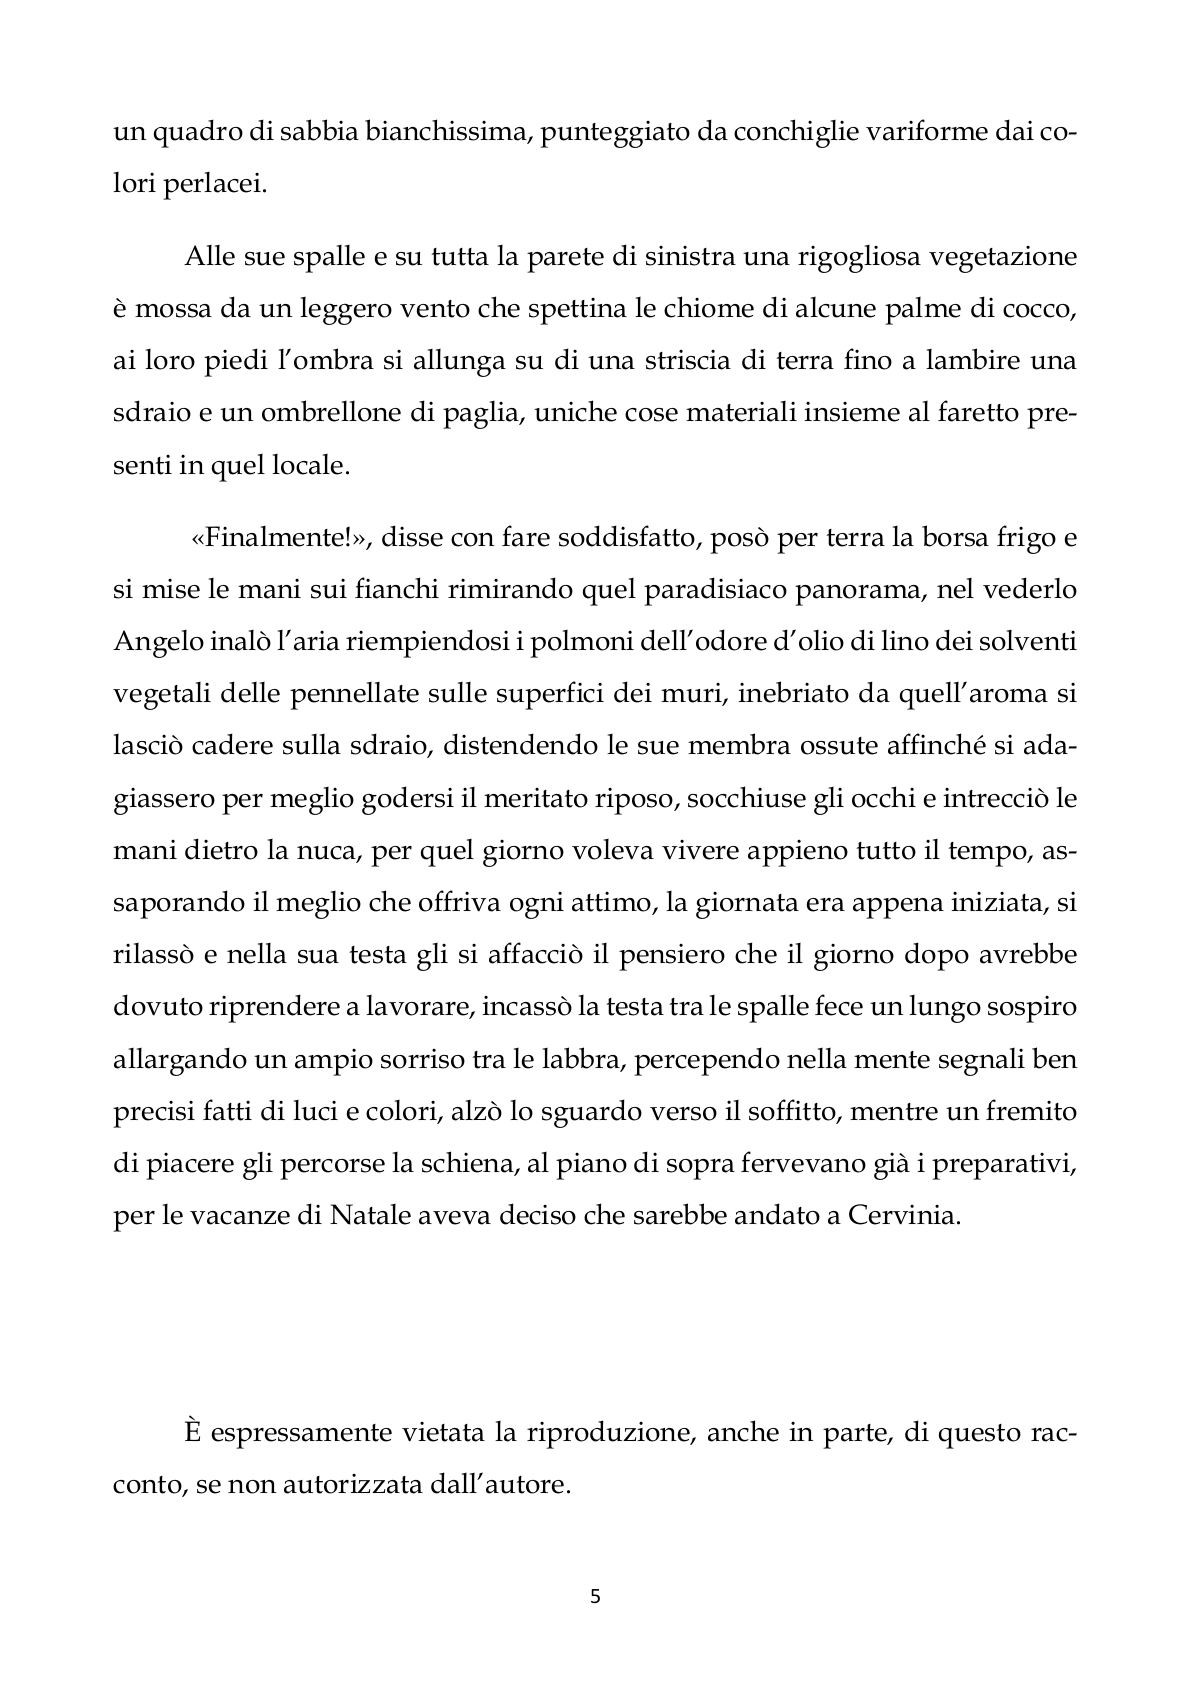 un quadro di sabbia bianchissima, punteggiato da conchiglie variforme dai co-
lori perlacei.
Alle sue spalle e su tutta la parete di sinistra una rigogliosa vegetazione
è mossa da un leggero vento che spettina le chiome di alcune palme di cocco,
ai loro piedi l’ombra si allunga su di una striscia di terra fino a lambire una
sdraio e un ombrellone di paglia, uniche cose materiali insieme al faretto pre-
senti in quel locale.
«Finalmente!», disse con fare soddisfatto, posò per terra la borsa frigo e
si mise le mani sui fianchi rimirando quel paradisiaco panorama, nel vederlo
Angelo inalò l’aria riempiendosi i polmoni dell’odore d’olio di lino dei solventi
vegetali delle pennellate sulle superfici dei muri, inebriato da quell’aroma si
lasciò cadere sulla sdraio, distendendo le sue membra ossute affinché si ada-
giassero per meglio godersi il meritato riposo, socchiuse gli occhi e intrecciò le
mani dietro la nuca, per quel giorno voleva vivere appieno tutto il tempo, as-
saporando il meglio che offriva ogni attimo, la giornata era appena iniziata, si
rilassò e nella sua testa gli si affacciò il pensiero che il giorno dopo avrebbe
dovuto riprendere a lavorare, incassò la testa tra le spalle fece un lungo sospiro
allargando un ampio sorriso tra le labbra, percependo nella mente segnali ben
precisi fatti di luci e colori, alzò lo sguardo verso il soffitto, mentre un fremito
di piacere gli percorse la schiena, al piano di sopra fervevano già i preparativi,
per le vacanze di Natale aveva deciso che sarebbe andato a Cervinia.
È espressamente vietata la riproduzione, anche in parte, di questo rac-
conto, se non autorizzata dall’autore.
5